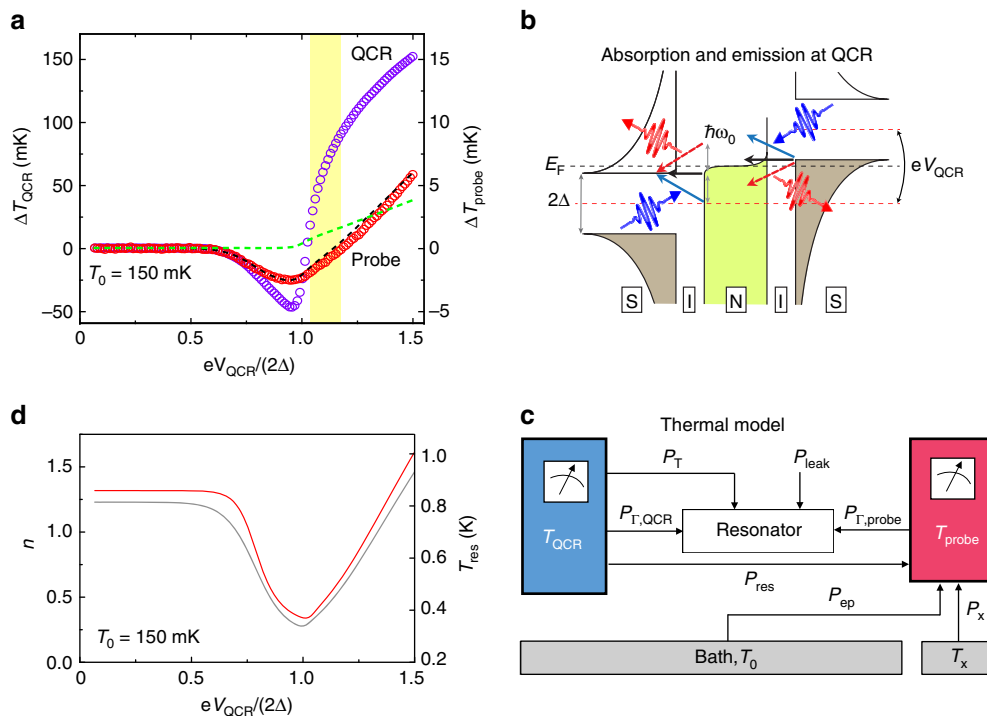 a
150
100
50
0
−50
ΔT_QCR (mK)
15
10
5
0
−5
ΔT_probe (mK)
QCR
Probe
T_0 = 150 mK
0
0.5
1.0
1.5
eV_QCR/(2Δ)
b
Absorption and emission at QCR
ħω_0
E_F
2Δ
eV_QCR
S
I
N
I
S
d
1.5
1.0
0.5
0.0
n
1.0
0.8
0.6
0.4
0.2
T_res (K)
T_0 = 150 mK
0
0.5
1.0
1.5
eV_QCR/(2Δ)
c
Thermal model
P_T
P_leak
P_Γ,QCR
Resonator
P_Γ,probe
T_QCR
T_probe
P_res
P_ep
P_x
Bath, T_0
T_x